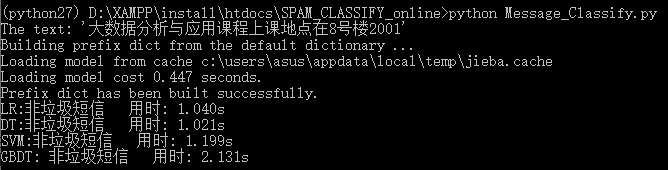 (python27) D:\XAMPP\install\htdocs\SPAM_CLASSIFY_online>python Message_Classify.py
The text: '大数据分析与应用课程上课地点在8号楼2001'
Building prefix dict from the default dictionary ...
Loading model from cache c:\users\asus\appdata\local\temp\jieba.cache
Loading model cost 0.447 seconds.
Prefix dict has been built successfully.
LR:非垃圾短信 用时: 1.040s
DT:非垃圾短信 用时: 1.021s
SVM:非垃圾短信 用时: 1.199s
GBDT: 非垃圾短信 用时: 2.131s